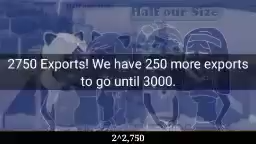 Half our Size
2750 Exports! We have 250 more exports
to go until 3000.
2^2,750